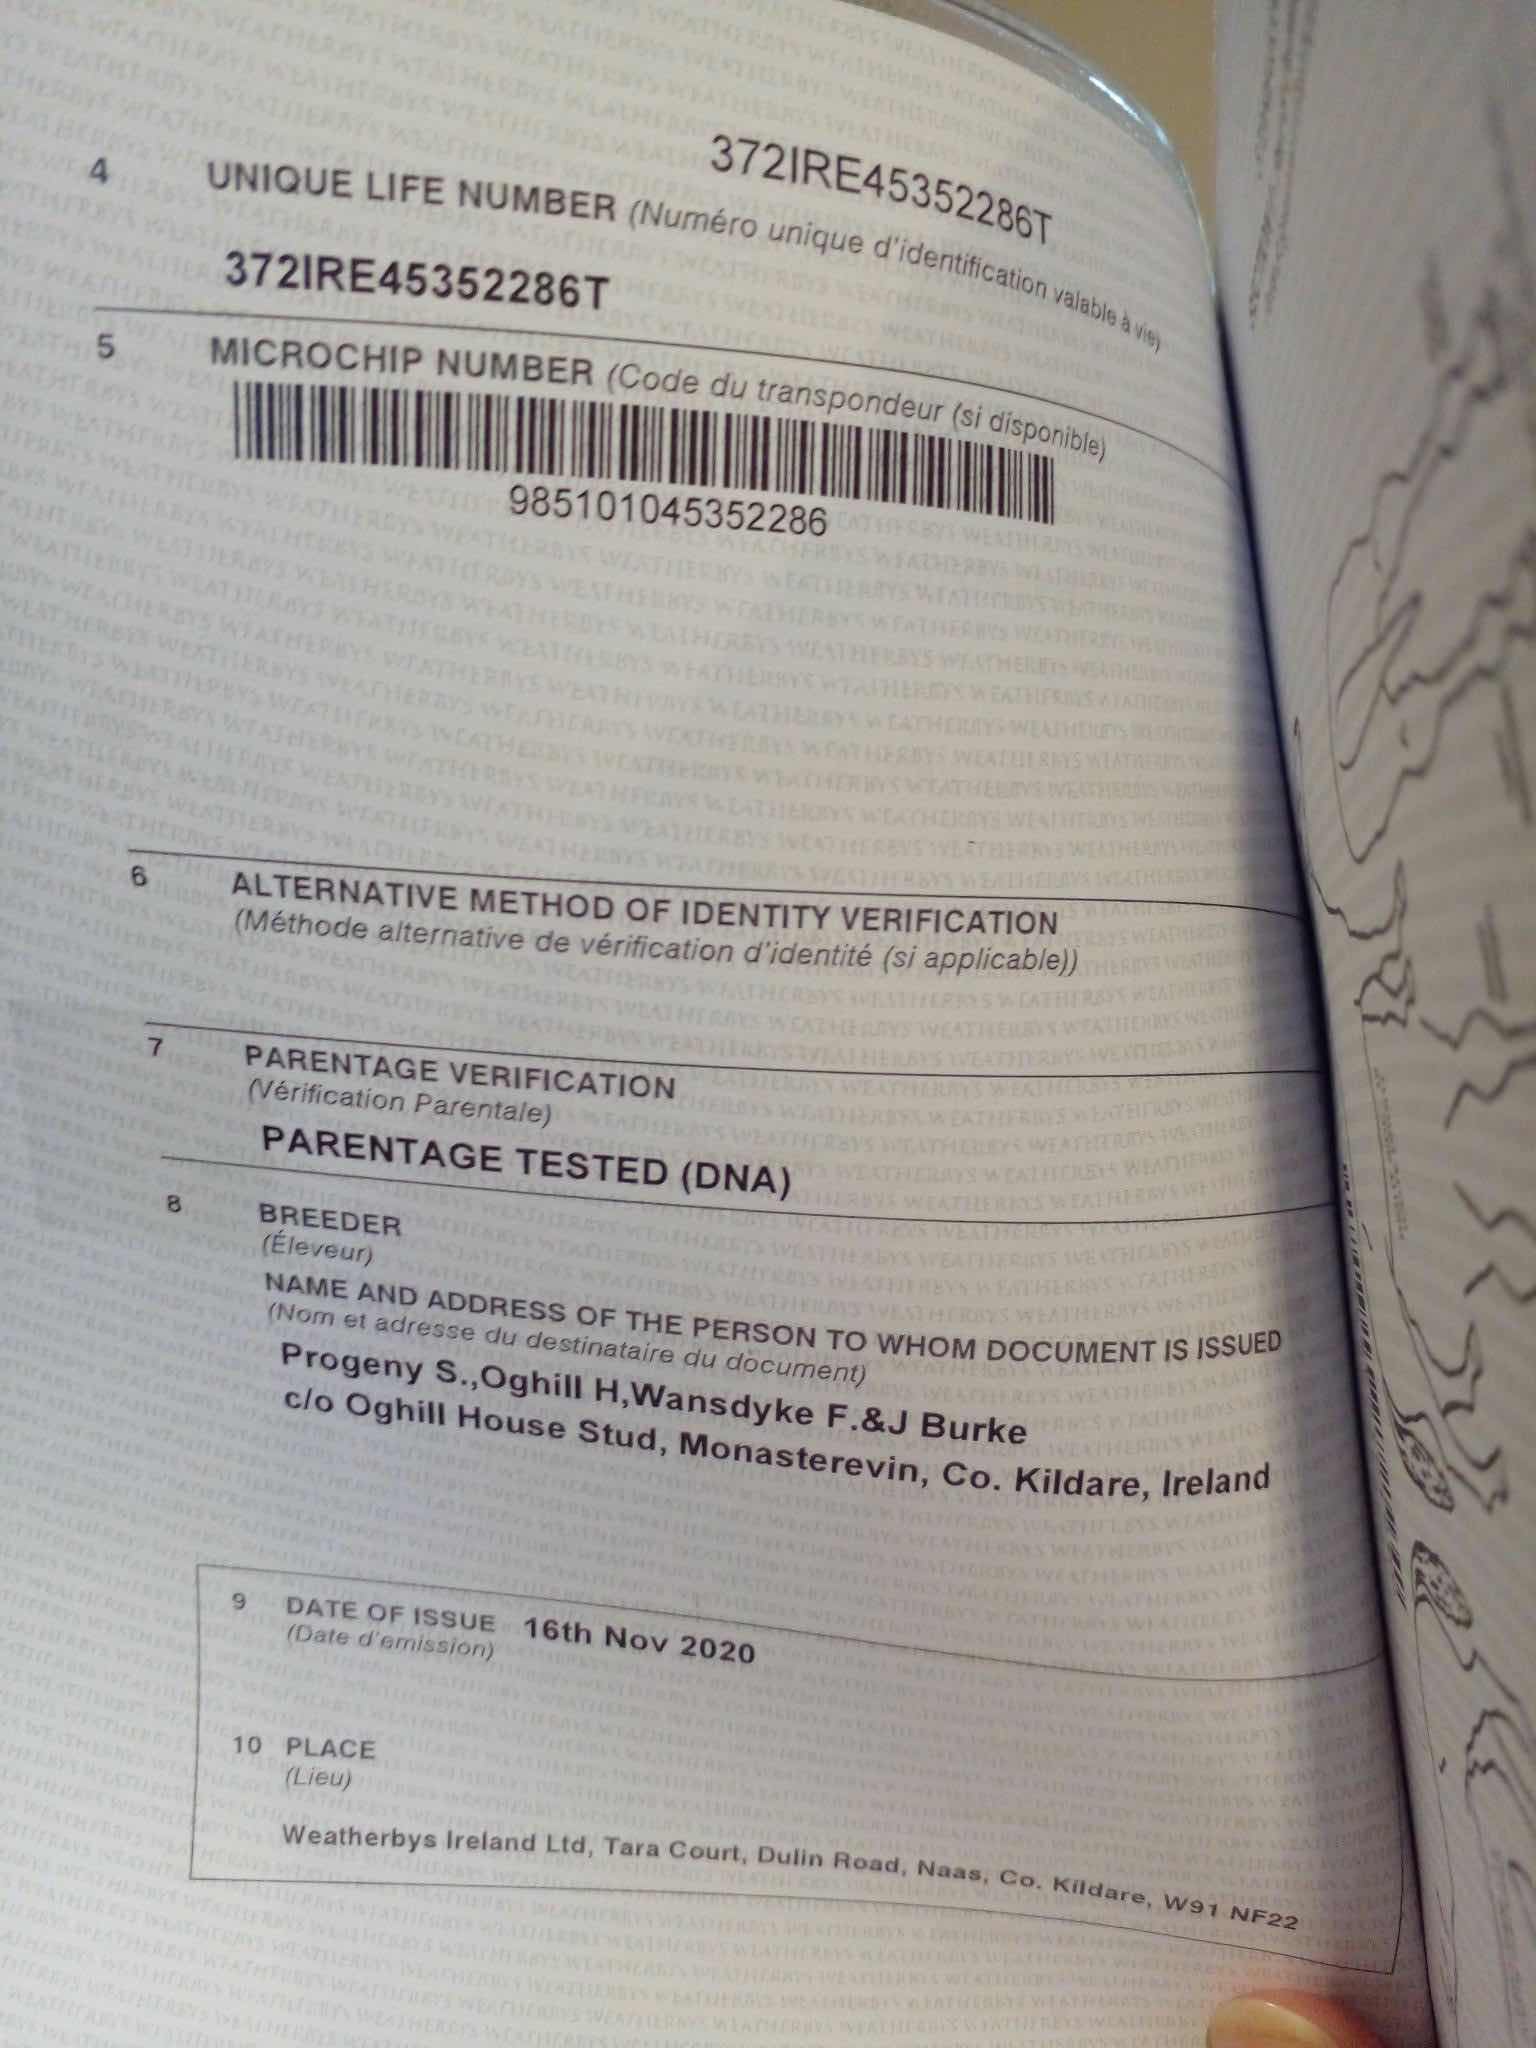 372IRE45352286T
4 UNIQUE LIFE NUMBER (Numéro unique d'identification valable à vie)
372IRE45352286T
5 MICROCHIP NUMBER (Code du transpondeur (si disponible)
985101045352286
6 ALTERNATIVE METHOD OF IDENTITY VERIFICATION
(Méthode alternative de vérification d'identité (si applicable))
7 PARENTAGE VERIFICATION
(Vérification Parentale)
PARENTAGE TESTED (DNA)
8 BREEDER
(Éleveur)
NAME AND ADDRESS OF THE PERSON TO WHOM DOCUMENT IS ISSUED
(Nom et adresse du destinataire du document)
Progeny S.,Oghill H,Wansdyke F.&J Burke
c/o Oghill House Stud, Monasterevin, Co. Kildare, Ireland
9 DATE OF ISSUE 16th Nov 2020
(Date d'emission)
10 PLACE
(Lieu)
Weatherbys Ireland Ltd, Tara Court, Dulin Road, Naas, Co. Kildare, W91 NF22